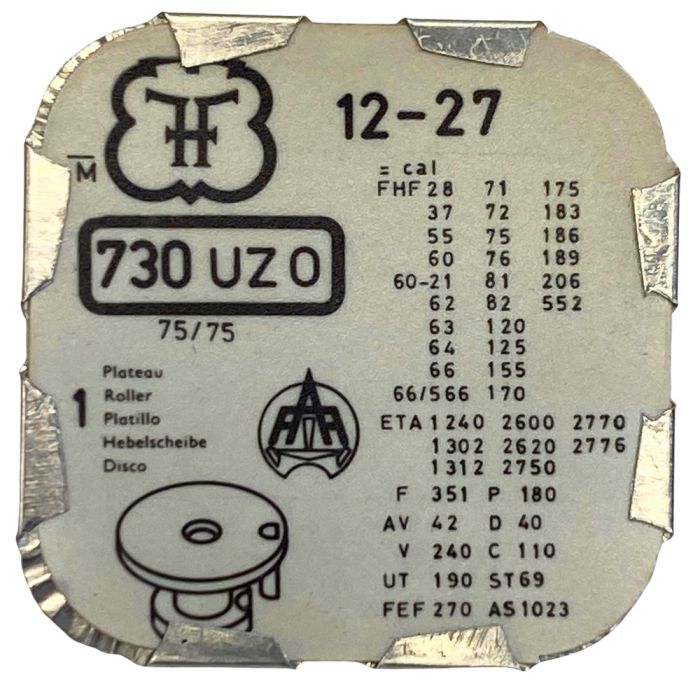 FHF
M
12-27
= cal
FHF 28 71 175
37 72 183
55 75 186
60 76 189
60-21 81 206
62 82 552
63 120
64 125
66 155
66/566 170
ETA 1240 2600 2770
1302 2620 2776
1312 2750
F 351 P 180
AV 42 D 40
V 240 C 110
UT 190 ST 69
FEF 270 AS 1023
730 UZO
75/75
1
Plateau
Roller
Platillo
Hebelscheibe
Disco